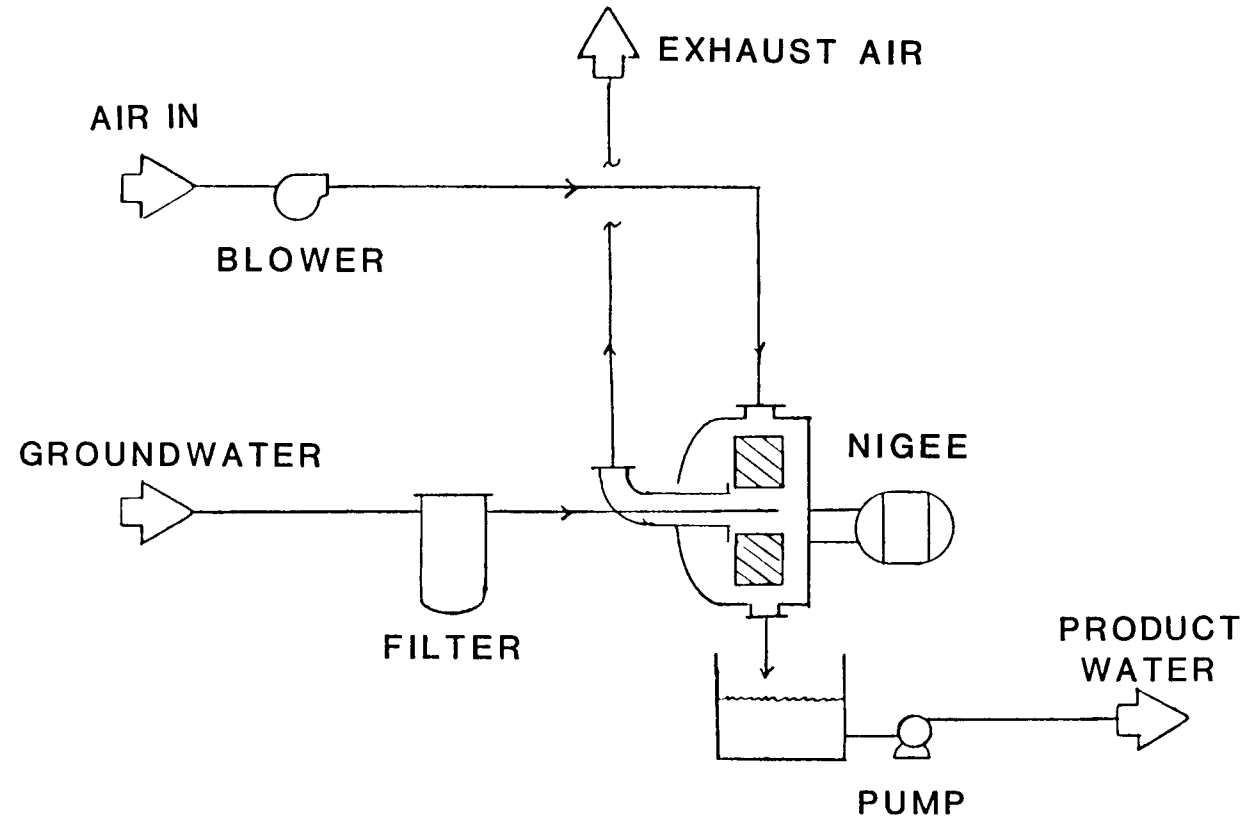 EXHAUST AIR
AIR IN
BLOWER
GROUNDWATER
NIGEE
FILTER
PRODUCT
WATER
PUMP